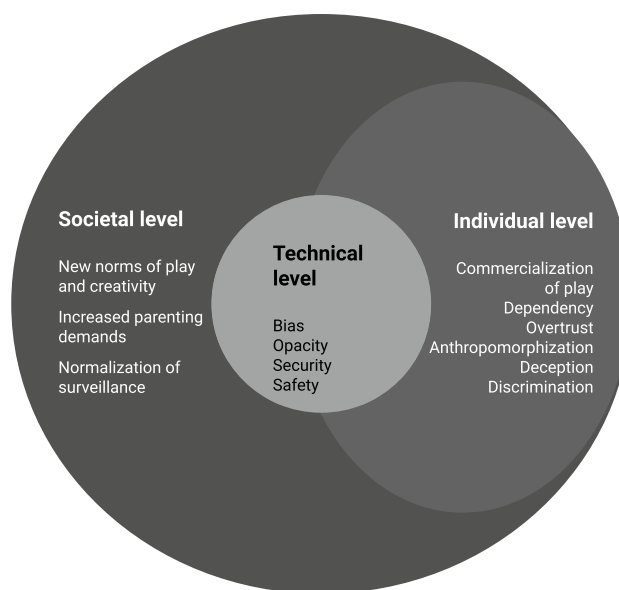 Societal level
New norms of play
and creativity
Increased parenting
demands
Normalization of
surveillance
Technical
level
Bias
Opacity
Security
Safety
Individual level
Commercialization
of play
Dependency
Overtrust
Anthropomorphization
Deception
Discrimination